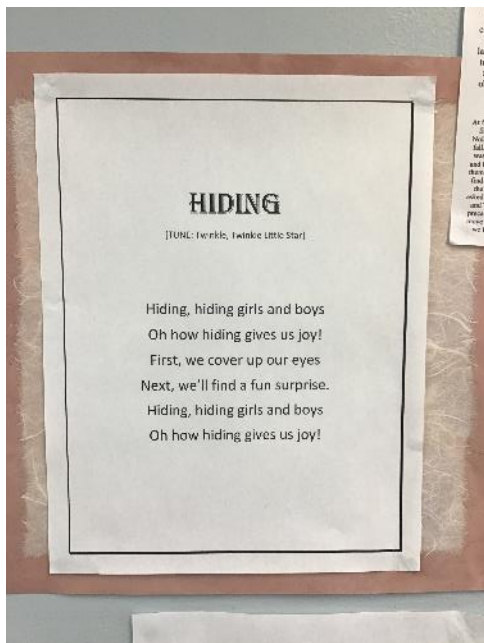 HIDING
[TUNE: Twinkle, Twinkle Little Star]
Hiding, hiding girls and boys
Oh how hiding gives us joy!
First, we cover up our eyes
Next, we'll find a fun surprise.
Hiding, hiding girls and boys
Oh how hiding gives us joy!